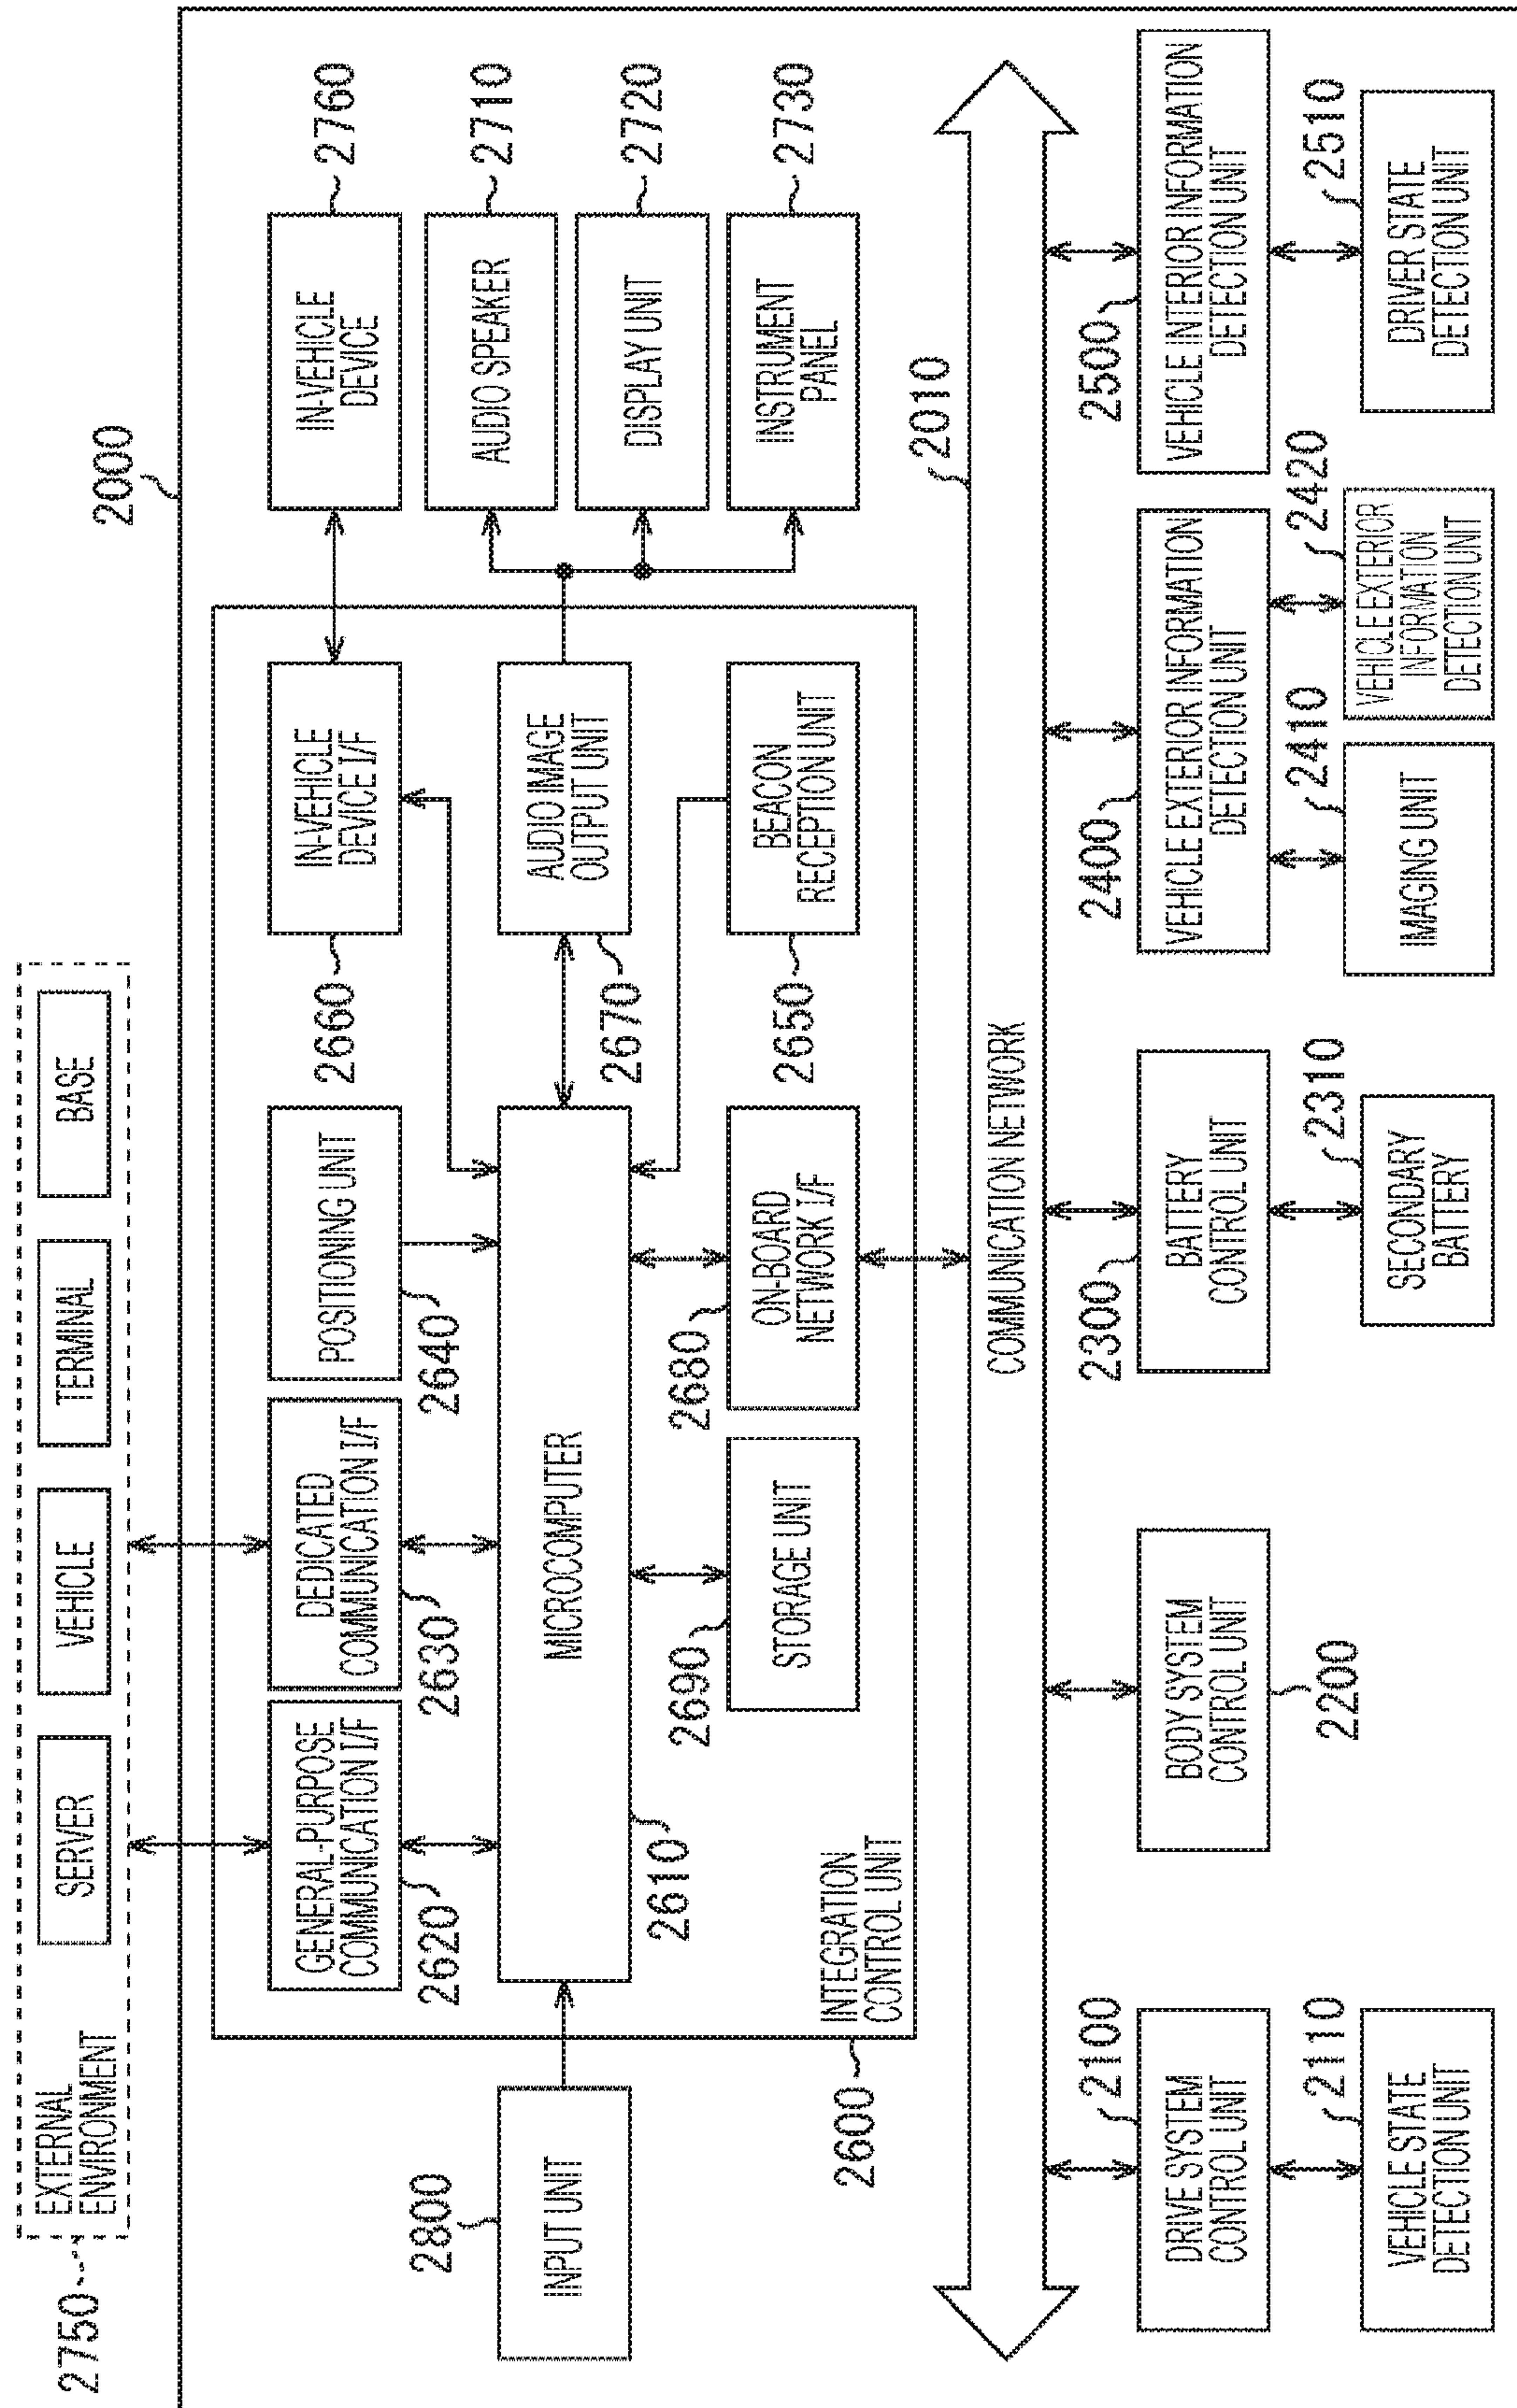 2750
EXTERNAL
ENVIRONMENT
SERVER
VEHICLE
TERMINAL
BASE
2000
2800
INPUT UNIT
2600
INTEGRATION
CONTROL UNIT
GENERAL-PURPOSE
COMMUNICATION I/F
2620
DEDICATED
COMMUNICATION I/F
2630
POSITIONING UNIT
2640
IN-VEHICLE
DEVICE I/F
2660
IN-VEHICLE
DEVICE
2760
MICROCOMPUTER
2610
AUDIO IMAGE
OUTPUT UNIT
2670
AUDIO SPEAKER
2710
DISPLAY UNIT
2720
INSTRUMENT
PANEL
2730
STORAGE UNIT
2690
ON-BOARD
NETWORK I/F
2680
BEACON
RECEPTION UNIT
2650
COMMUNICATION NETWORK
2010
DRIVE SYSTEM
CONTROL UNIT
2100
VEHICLE STATE
DETECTION UNIT
2110
BODY SYSTEM
CONTROL UNIT
2200
BATTERY
CONTROL UNIT
2300
SECONDARY
BATTERY
2310
VEHICLE EXTERIOR INFORMATION
DETECTION UNIT
2400
IMAGING UNIT
2410
VEHICLE EXTERIOR
INFORMATION
DETECTION UNIT
2420
VEHICLE INTERIOR INFORMATION
DETECTION UNIT
2500
DRIVER STATE
DETECTION UNIT
2510